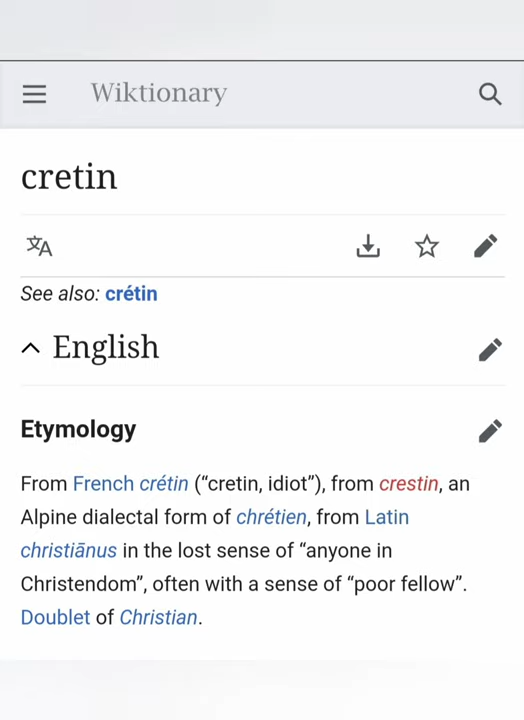 Wiktionary
cretin
See also: crétin
English
Etymology
From French crétin (“cretin, idiot”), from crestin, an
Alpine dialectal form of chrétien, from Latin
christiānus in the lost sense of “anyone in
Christendom”, often with a sense of “poor fellow”.
Doublet of Christian.